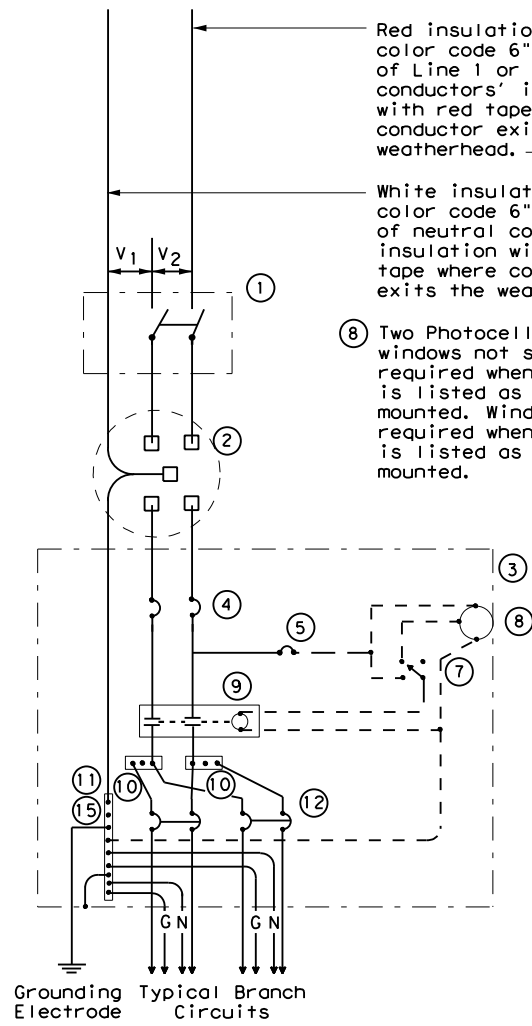 Red insulatio
color code 6"
of Line 1 or
conductors' i
with red tape
conductor exi
weatherhead.
White insulat
color code 6"
of neutral co
insulation wi
tape where co
exits the wea
V1 V2
1
8 Two Photocell
windows not s
required when
is listed as
mounted. Wind
required when
is listed as
mounted.
2
3
4
8
5
7
9
11 10 10
15 12
G N G N
Grounding Typical Branch
Electrode Circuits